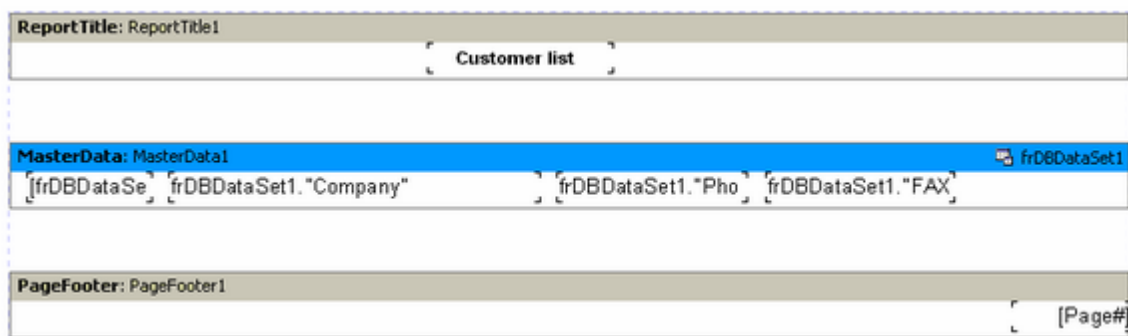 ReportTitle: ReportTitle1
Customer list
MasterData: MasterData1 frDBDataSet1
[frDBDataSe frDBDataSet1."Company" frDBDataSet1."Pho frDBDataSet1."FAX
PageFooter: PageFooter1
[Page#]